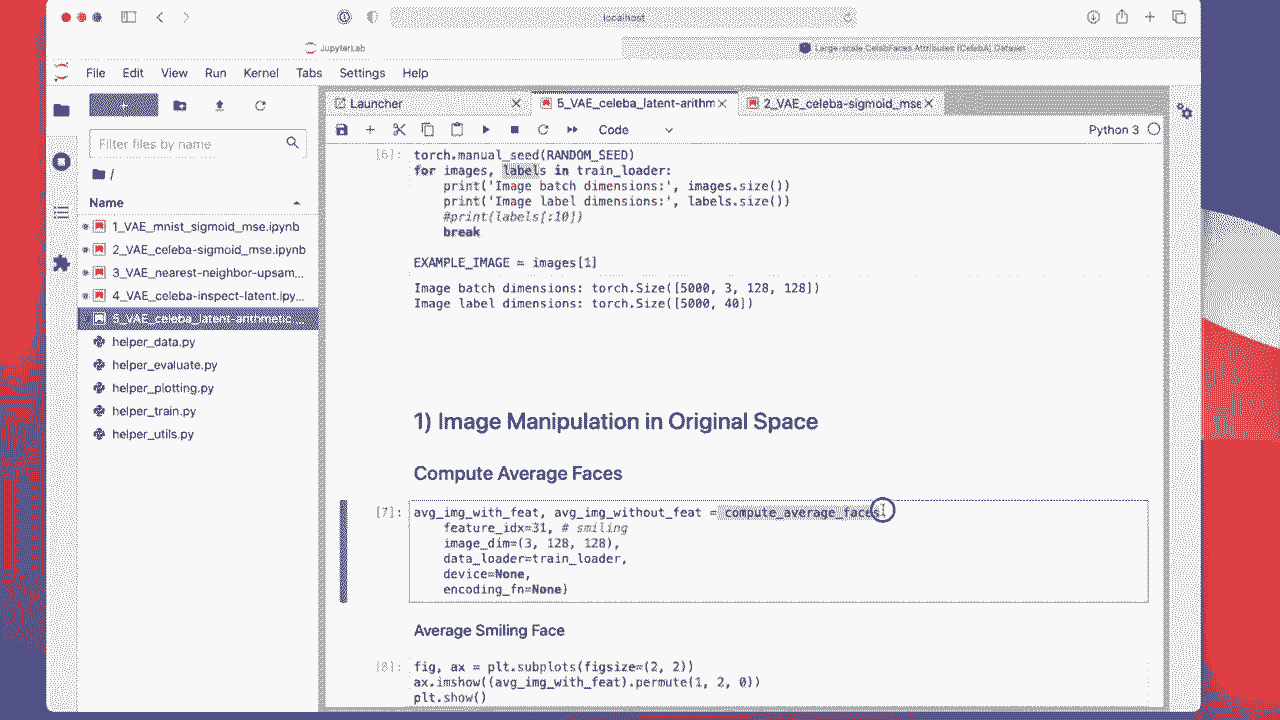 localhost
JupyterLab
Large-scale CelebFaces Attributes (CelebA)
File Edit View Run Kernel Tabs Settings Help
Launcher
5_VAE_celeba_latent-arithm
2_VAE_celeba-sigmoid_mse
Code
Python 3
Filter files by name
/
Name
1_VAE_mnist_sigmoid_mse.ipynb
2_VAE_celeba-sigmoid_mse.ipynb
3_VAE_nearest-neighbor-upsam...
4_VAE_celeba-inspect-latent.ipy...
5_VAE_celeba_latent-arithmetic...
helper_data.py
helper_evaluate.py
helper_plotting.py
helper_train.py
helper_utils.py
[6]: torch.manual_seed(RANDOM_SEED)
for images, labels in train_loader:
print('Image batch dimensions:', images.size())
print('Image label dimensions:', labels.size())
#print(labels[:10])
break
EXAMPLE_IMAGE = images[1]
Image batch dimensions: torch.Size([5000, 3, 128, 128])
Image label dimensions: torch.Size([5000, 40])
1) Image Manipulation in Original Space
Compute Average Faces
[7]: avg_img_with_feat, avg_img_without_feat = compute_average_faces(
feature_idx=31, # smiling
image_dim=(3, 128, 128),
data_loader=train_loader,
device=None,
encoding_fn=None)
Average Smiling Face
[8]: fig, ax = plt.subplots(figsize=(2, 2))
ax.imshow((avg_img_with_feat).permute(1, 2, 0))
plt.show()